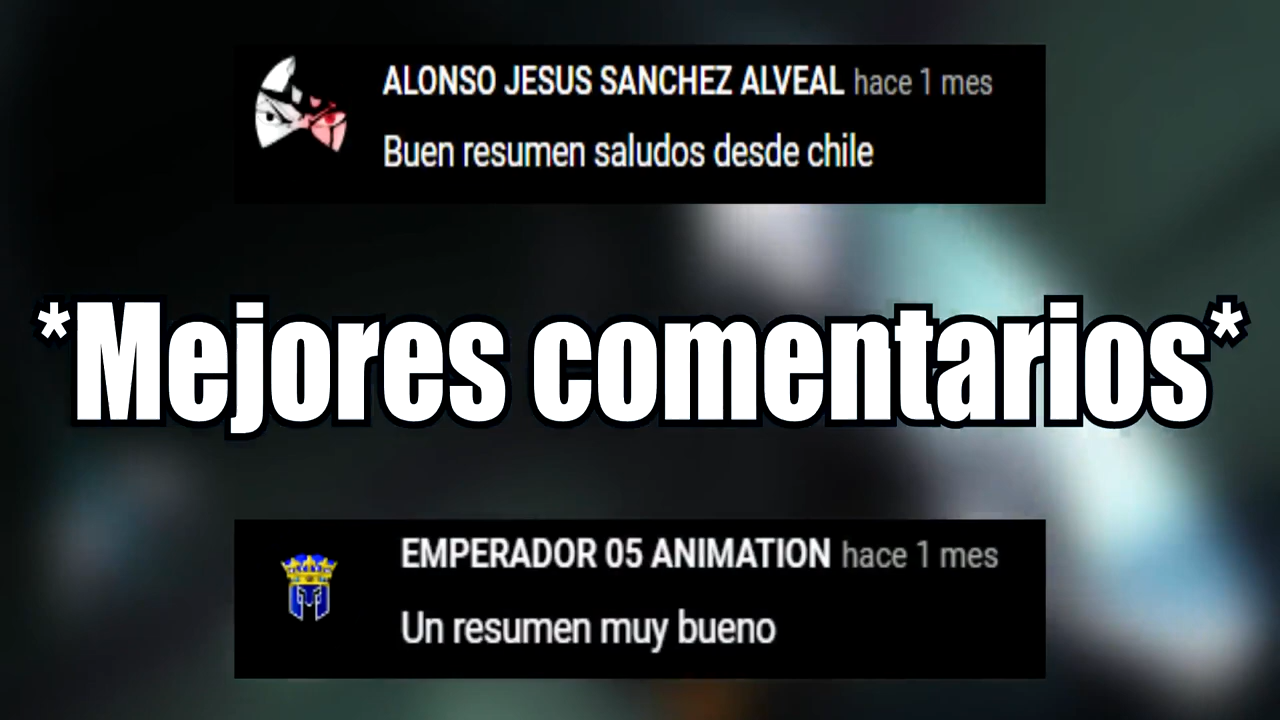 ALONSO JESUS SANCHEZ ALVEAL hace 1 mes
Buen resumen saludos desde chile
*Mejores comentarios*
EMPERADOR 05 ANIMATION hace 1 mes
Un resumen muy bueno